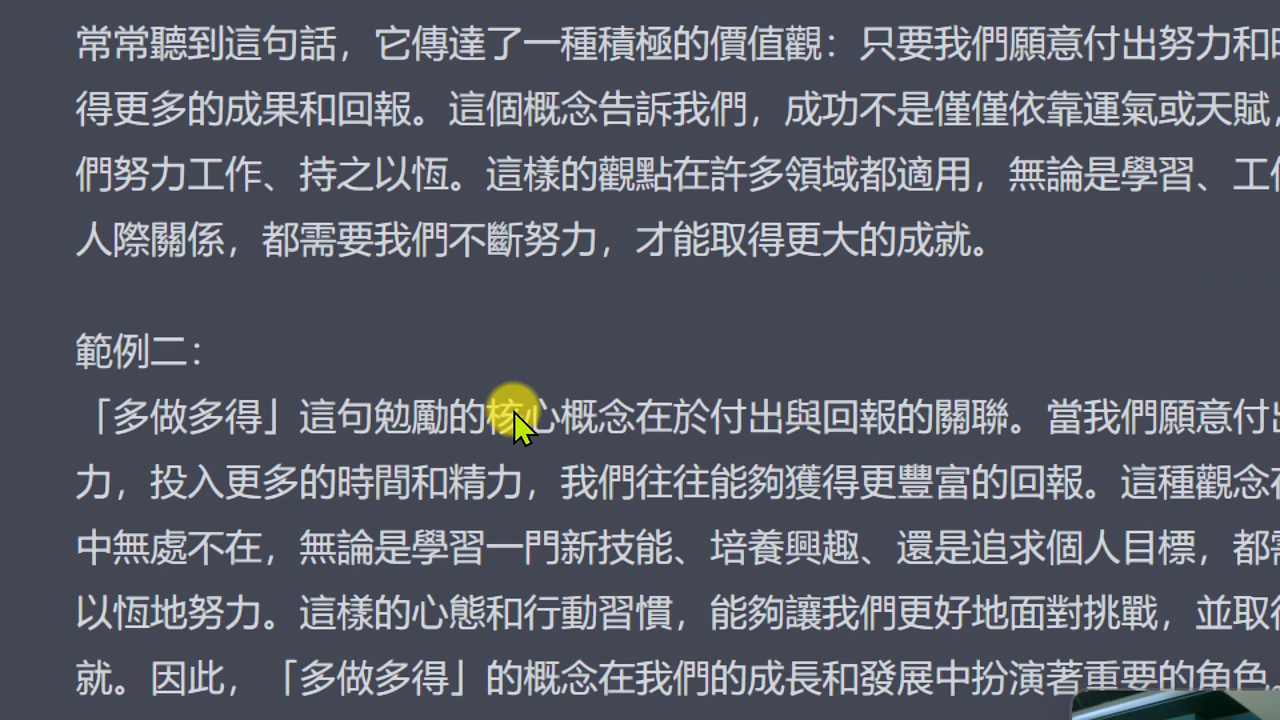 常常聽到這句話，它傳達了一種積極的價值觀：只要我們願意付出努力和
得更多的成果和回報。這個概念告訴我們，成功不是僅僅依靠運氣或天賦，
們努力工作、持之以恆。這樣的觀點在許多領域都適用，無論是學習、工
人際關係，都需要我們不斷努力，才能取得更大的成就。
範例二：
「多做多得」這句勉勵的核心概念在於付出與回報的關聯。當我們願意付出
力，投入更多的時間和精力，我們往往能夠獲得更豐富的回報。這種觀念在
中無處不在，無論是學習一門新技能、培養興趣、還是追求個人目標，都需
以恆地努力。這樣的心態和行動習慣，能夠讓我們更好地面對挑戰，並取得
就。因此，「多做多得」的概念在我們的成長和發展中扮演著重要的角色。